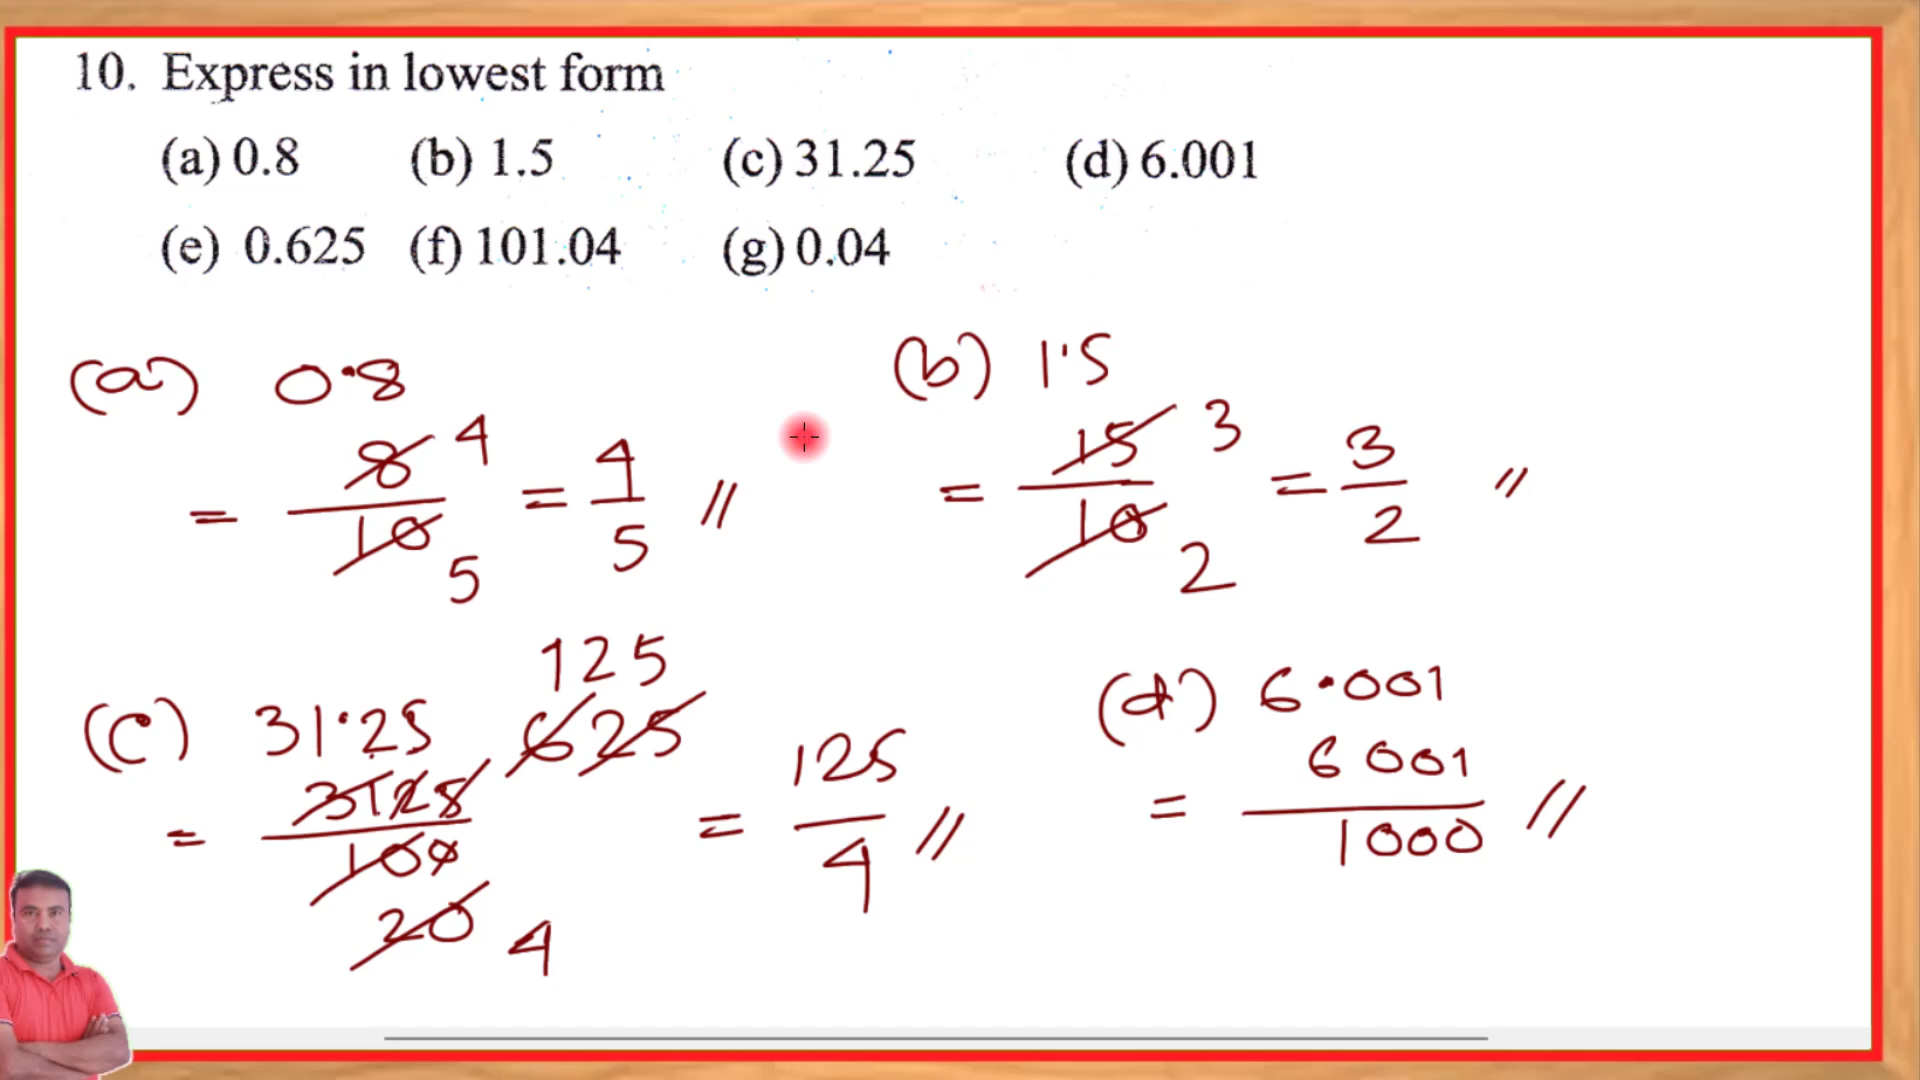 10. Express in lowest form
(a) 0.8 (b) 1.5 (c) 31.25 (d) 6.001
(e) 0.625 (f) 101.04 (g) 0.04
(a) 0.8
= 8/10 4 5 = 4/5 //
(b) 1.5
= 15/10 3 2 = 3/2 //
(c) 31.25
= 3125/100 625 125 20 4 = 125/4 //
(d) 6.001
= 6001/1000 //